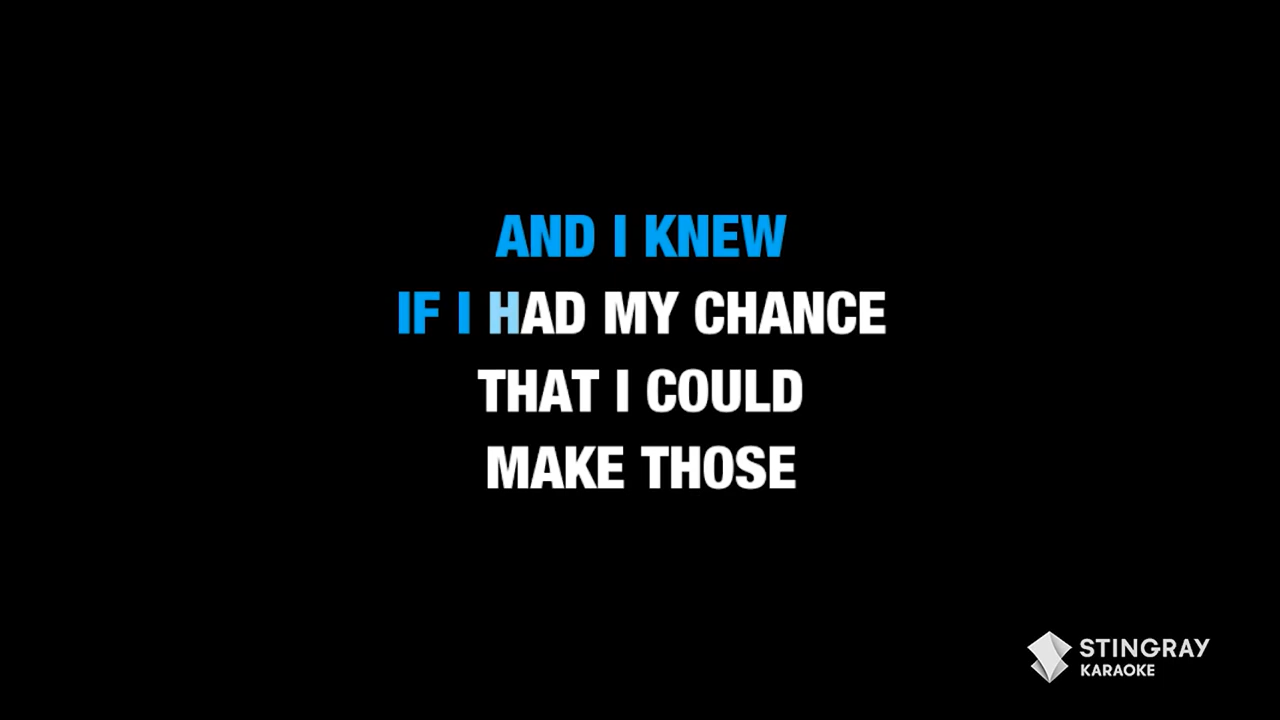 AND I KNEW
IF I HAD MY CHANCE
THAT I COULD
MAKE THOSE
STINGRAY
KARAOKE